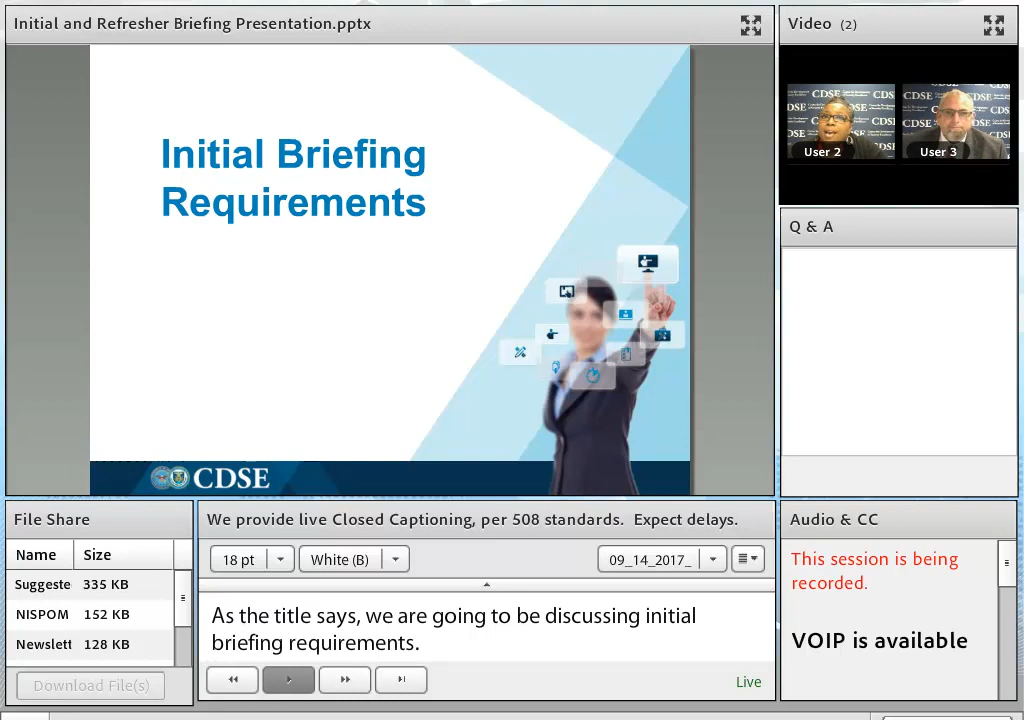 Initial and Refresher Briefing Presentation.pptx
Initial Briefing
Requirements
CDSE
Video (2)
CDSE
CDSE
CDSE
User 2
User 3
Q & A
File Share
Name Size
Suggeste 335 KB
NISPOM 152 KB
Newslett 128 KB
Download File(s)
We provide live Closed Captioning, per 508 standards. Expect delays.
18 pt White (B) 09_14_2017_
As the title says, we are going to be discussing initial
briefing requirements.
Live
Audio & CC
This session is being
recorded.
VOIP is available